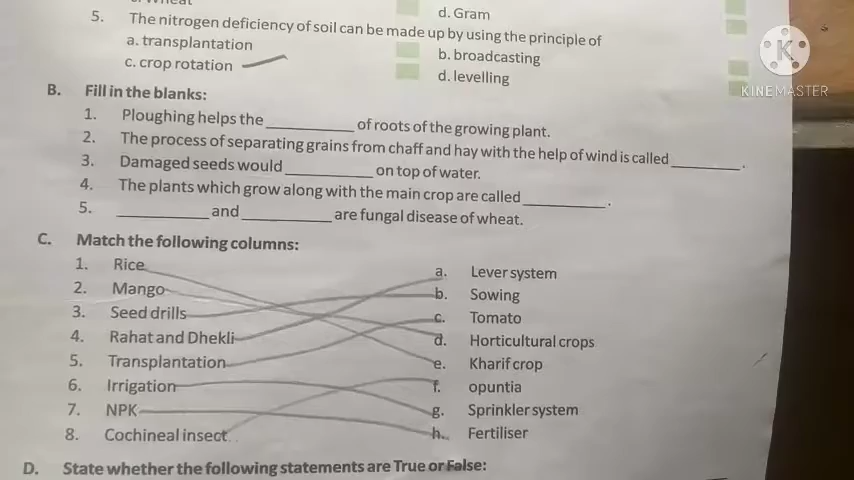 d. Gram
5. The nitrogen deficiency of soil can be made up by using the principle of
a. transplantation
b. broadcasting
c. crop rotation
d. levelling
K
KINEMASTER
B. Fill in the blanks:
1. Ploughing helps the __________ of roots of the growing plant.
2. The process of separating grains from chaff and hay with the help of wind is called ________.
3. Damaged seeds would __________ on top of water.
4. The plants which grow along with the main crop are called __________.
5. __________ and __________ are fungal disease of wheat.
C. Match the following columns:
1. Rice
a. Lever system
2. Mango
b. Sowing
3. Seed drills
c. Tomato
4. Rahat and Dhekli
d. Horticultural crops
5. Transplantation
e. Kharif crop
6. Irrigation
f. opuntia
7. NPK
g. Sprinkler system
8. Cochineal insect
h. Fertiliser
D. State whether the following statements are True or False: